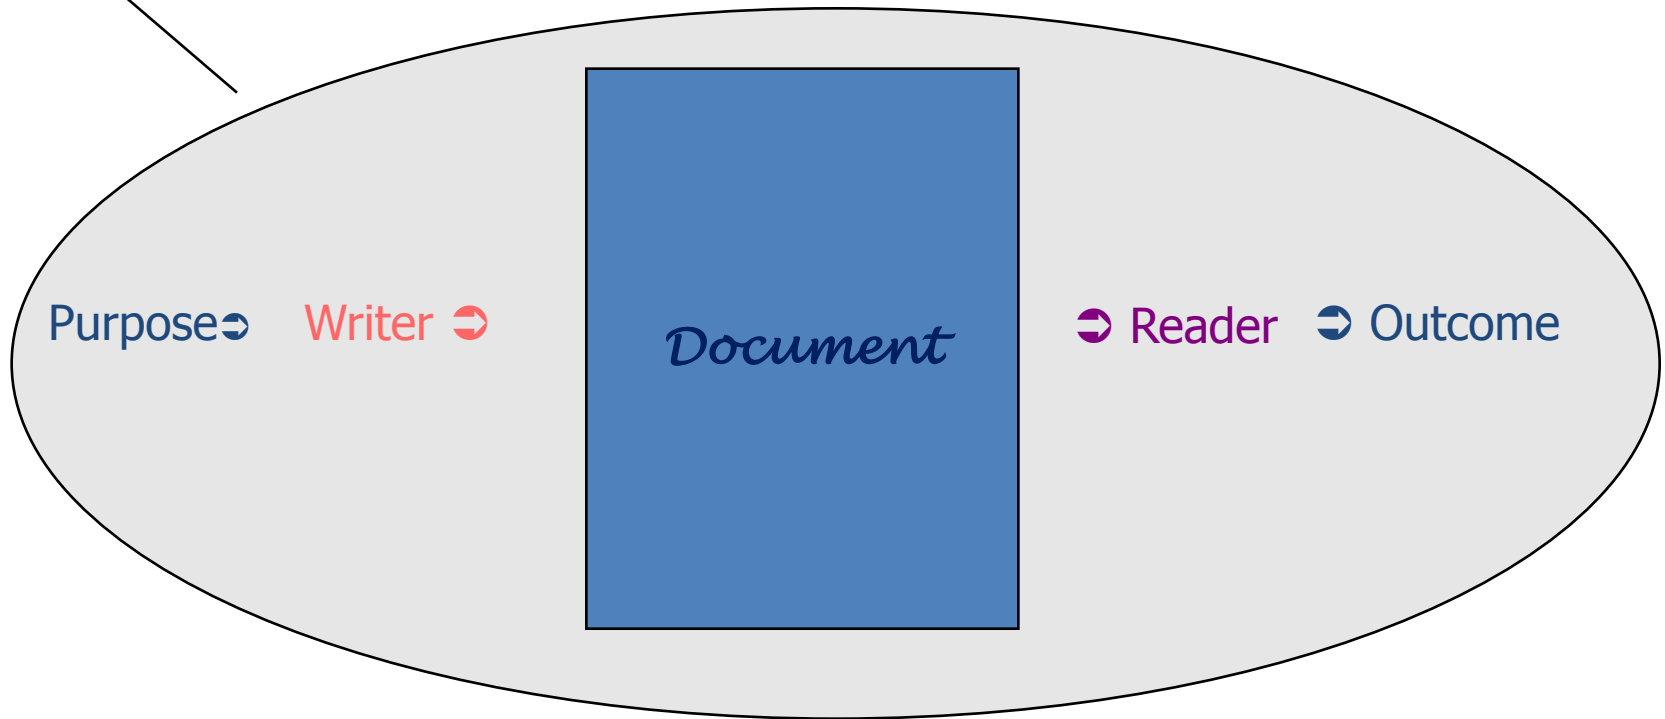 Purpose➲ Writer ➲ Document ➲ Reader ➲ Outcome